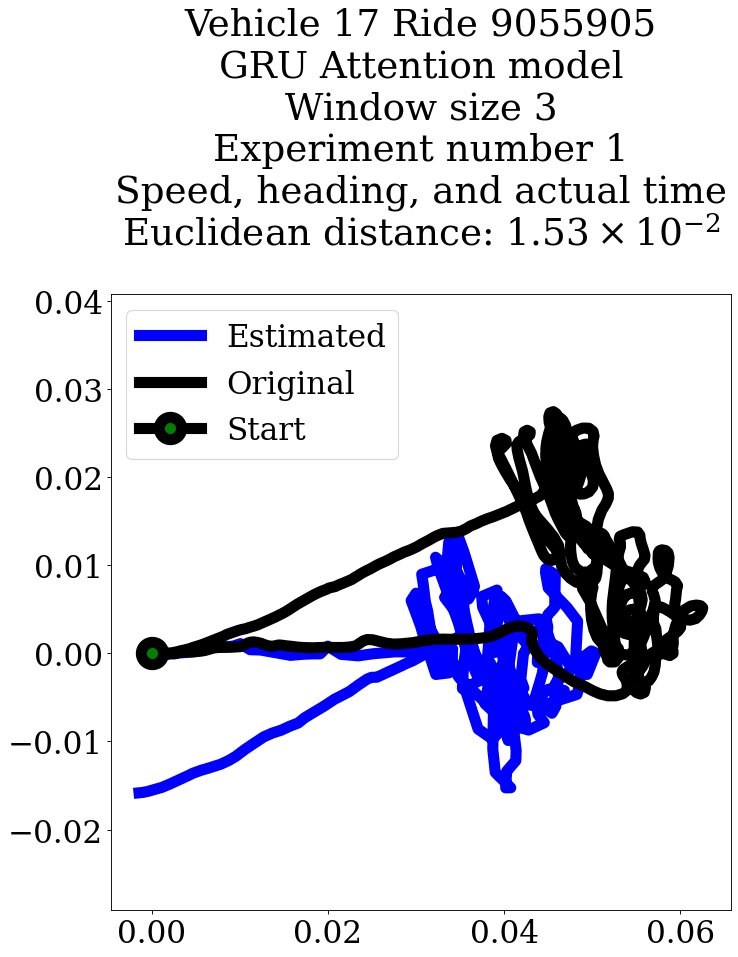 Vehicle 17 Ride 9055905
GRU Attention model
Window size 3
Experiment number 1
Speed, heading, and actual time
Euclidean distance: 1.53 × 10⁻²
0.04
Estimated
0.03
Original
Start
0.02
0.01
0.00
−0.01
−0.02
0.00 0.02 0.04 0.06